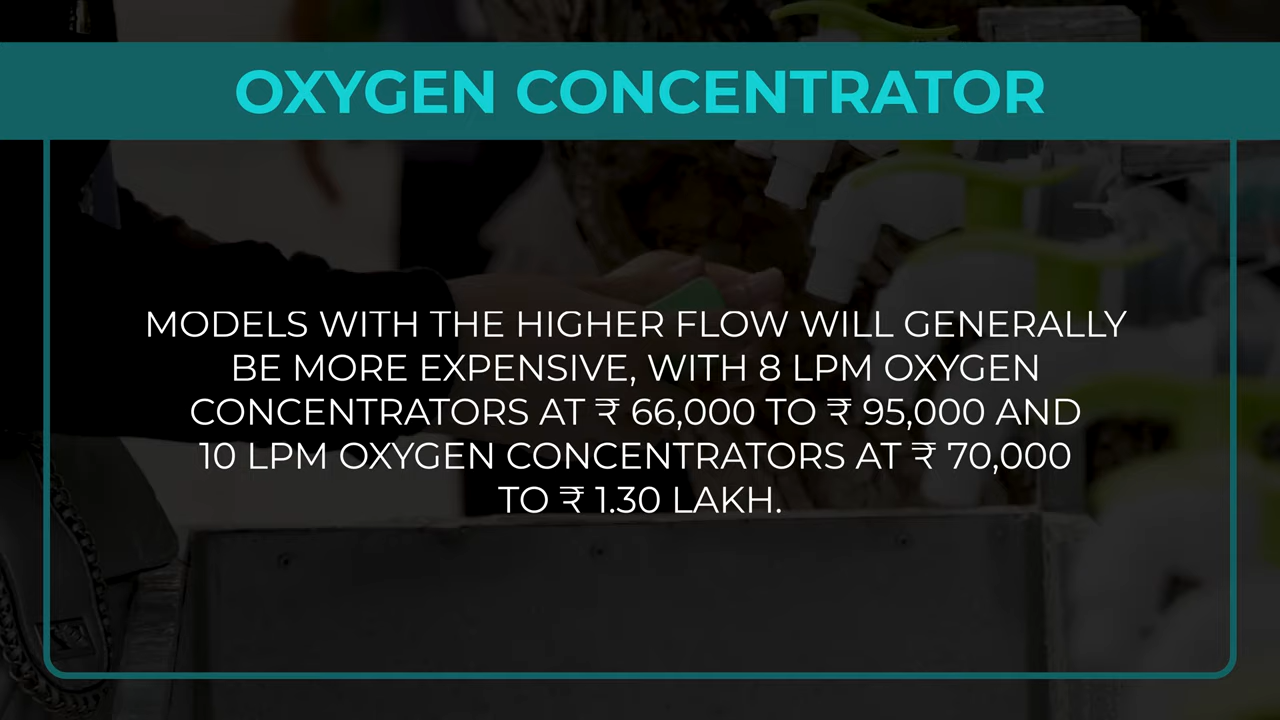 OXYGEN CONCENTRATOR
MODELS WITH THE HIGHER FLOW WILL GENERALLY
BE MORE EXPENSIVE, WITH 8 LPM OXYGEN
CONCENTRATORS AT ₹ 66,000 TO ₹ 95,000 AND
10 LPM OXYGEN CONCENTRATORS AT ₹ 70,000
TO ₹ 1.30 LAKH.